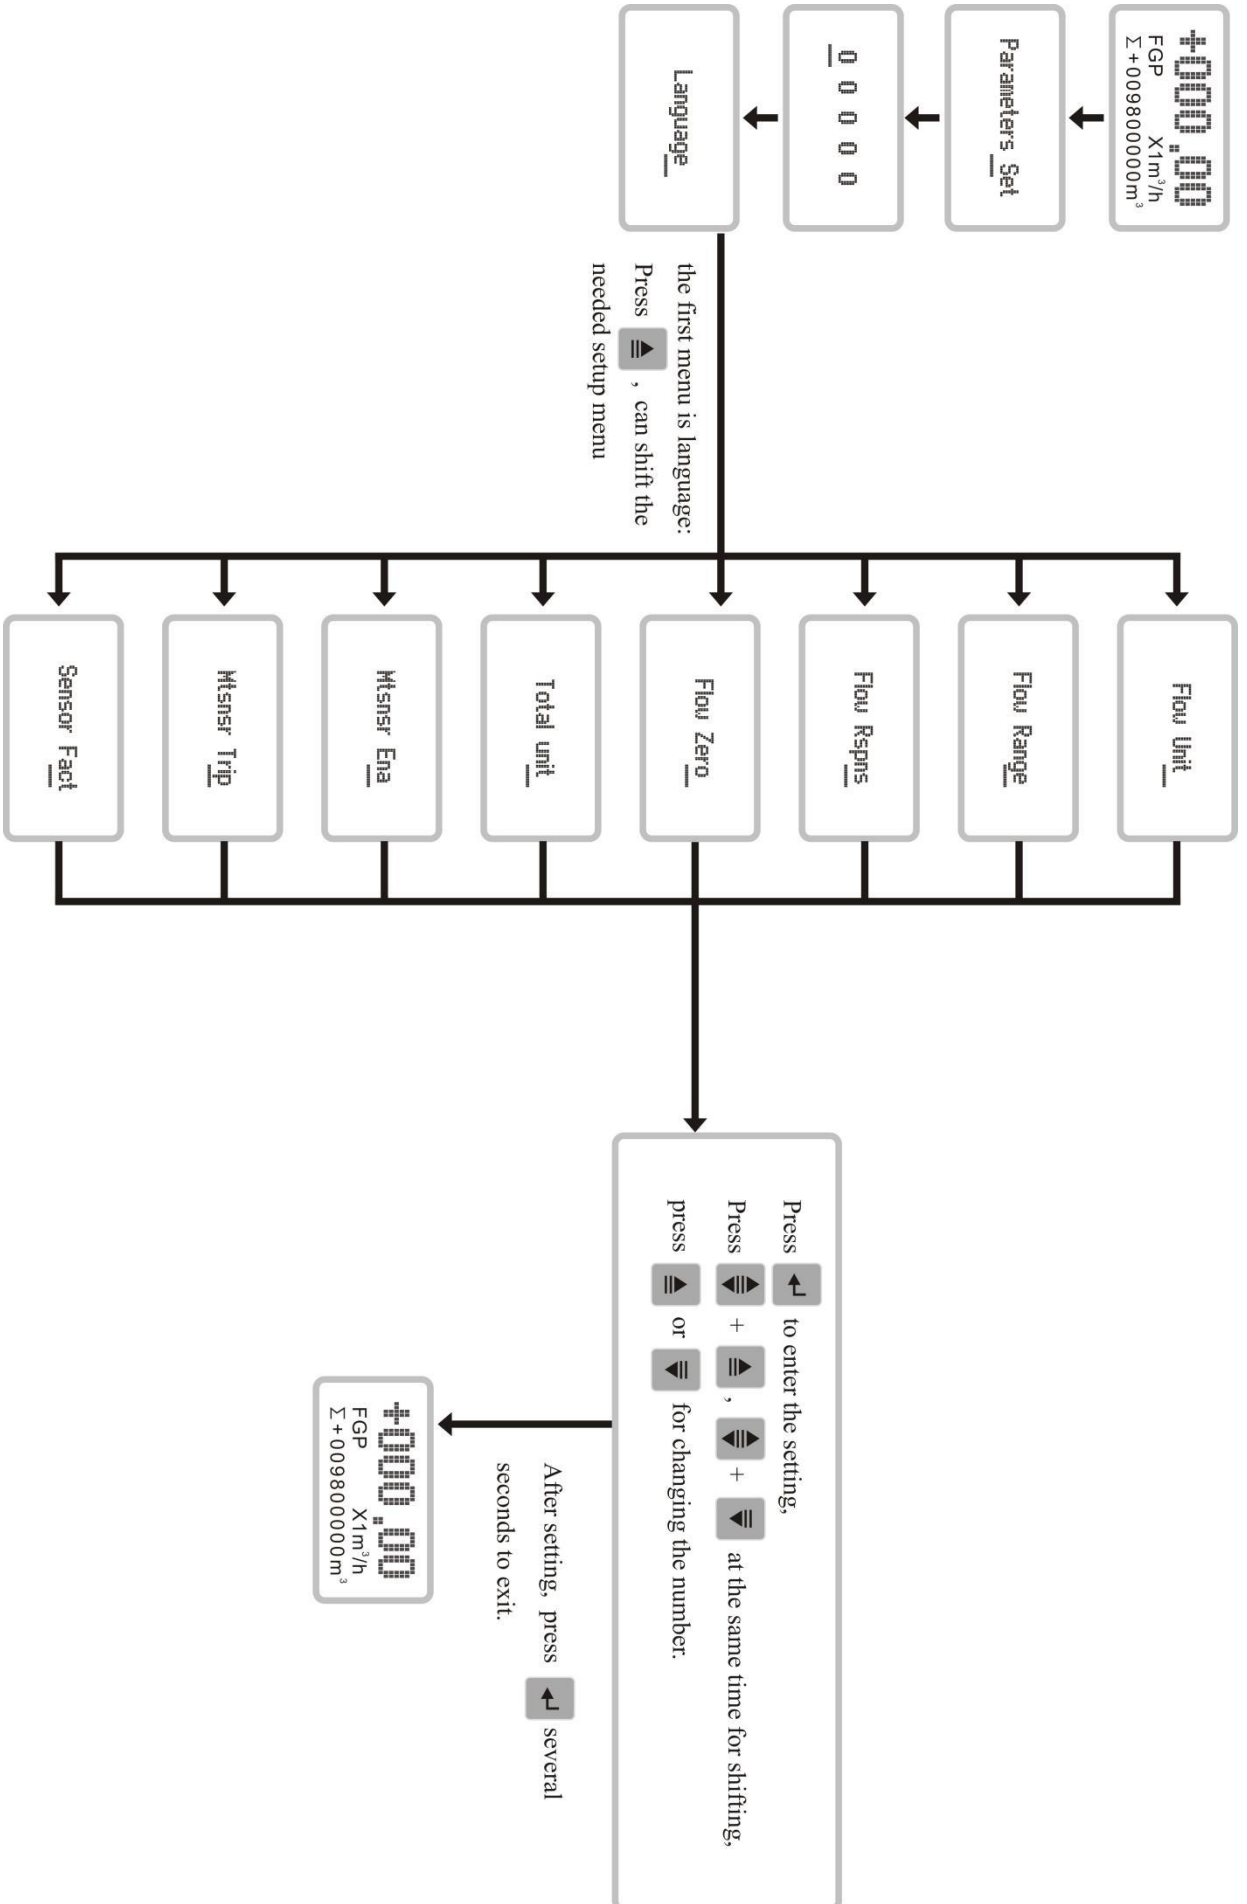 +000.00
FGP X1m³/h
Σ+009800000m³
Parameters Set
0 0 0 0 0
Language
the first menu is language:
Press , can shift the
needed setup menu
Flow Unit
Flow Range
Flow Rspns
Flow Zero
Total unit
Mtsnsr Ena
Mtsnsr Trip
Sensor Fact
Press to enter the setting,
Press + , + at the same time for shifting,
press or for changing the number.
After setting, press several
seconds to exit.
+000.00
FGP X1m³/h
Σ+009800000m³